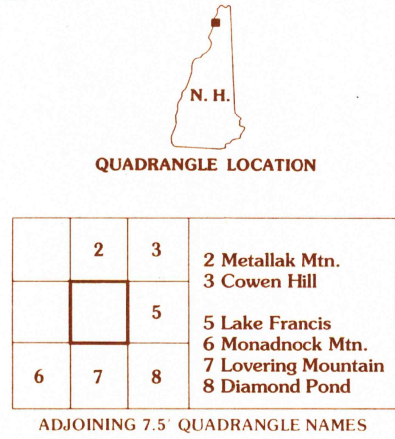 N. H.
QUADRANGLE LOCATION
2 3
5
6 7 8
2 Metallak Mtn.
3 Cowen Hill
5 Lake Francis
6 Monadnock Mtn.
7 Lovering Mountain
8 Diamond Pond
ADJOINING 7.5′ QUADRANGLE NAMES